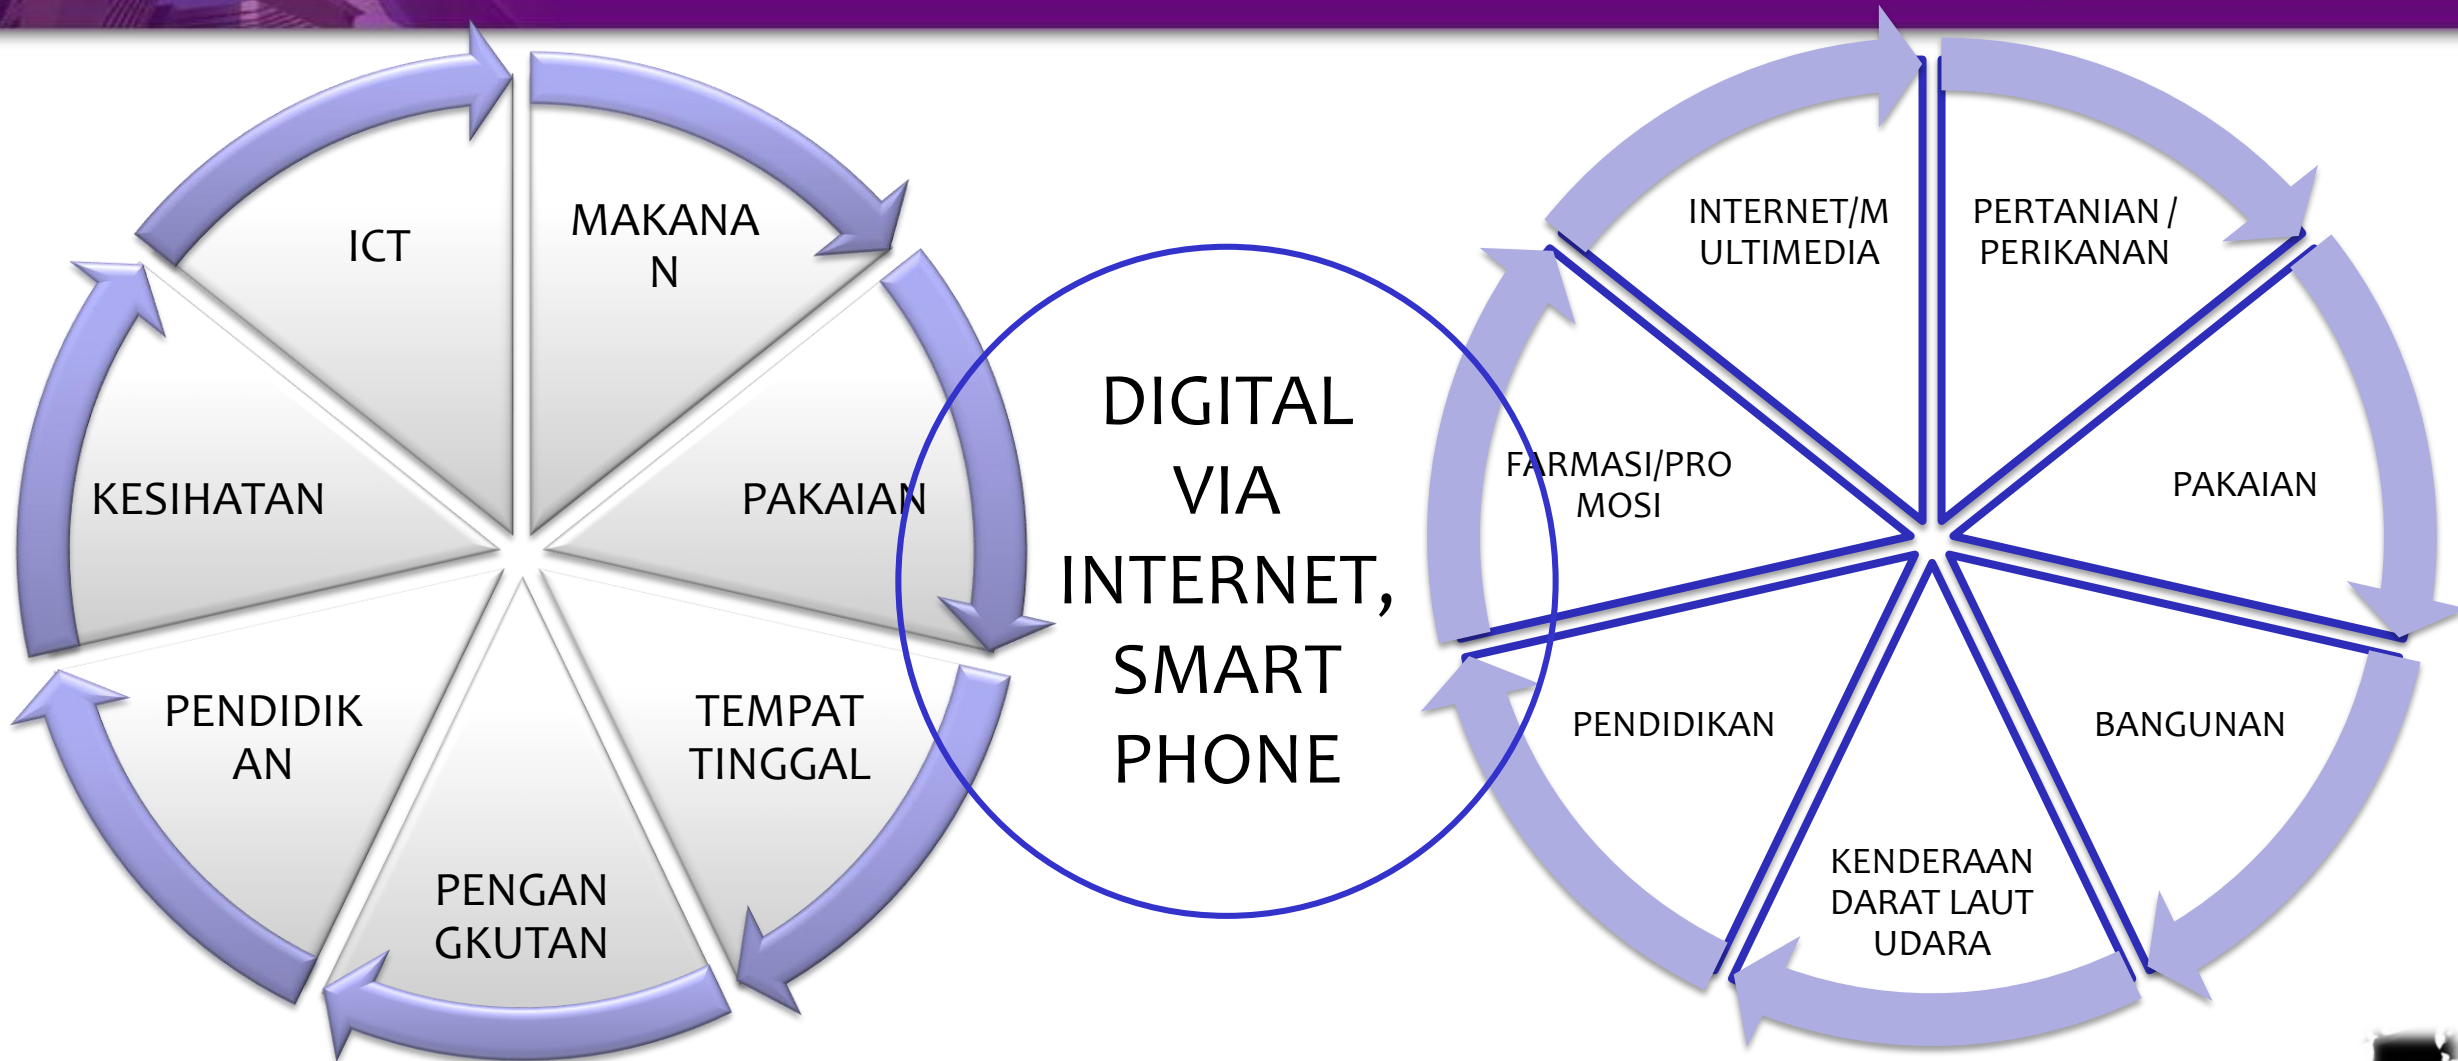 ICT
MAKANA
N
PAKAIAN
TEMPAT
TINGGAL
PENGAN
GKUTAN
PENDIDIK
AN
KESIHATAN
DIGITAL
VIA
INTERNET,
SMART
PHONE
INTERNET/M
ULTIMEDIA
PERTANIAN /
PERIKANAN
PAKAIAN
BANGUNAN
KENDERAAN
DARAT LAUT
UDARA
PENDIDIKAN
FARMASI/PRO
MOSI